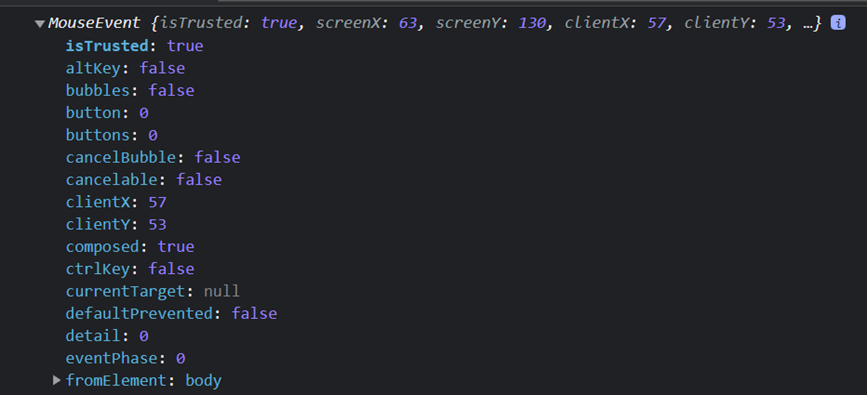 MouseEvent {isTrusted: true, screenX: 63, screenY: 130, clientX: 57, clientY: 53, …} i
isTrusted: true
altKey: false
bubbles: false
button: 0
buttons: 0
cancelBubble: false
cancelable: false
clientX: 57
clientY: 53
composed: true
ctrlKey: false
currentTarget: null
defaultPrevented: false
detail: 0
eventPhase: 0
fromElement: body